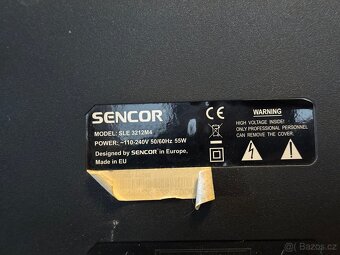 SENCOR
MODEL: SLE 3212M4
POWER: ~110-240V 50/60Hz 55W
Designed by SENCOR in Europe,
Made in EU
CE
WARNING
HIGH VOLTAGE INSIDE!
ONLY PROFESSIONAL PERSONNEL
CAN REMOVE THE COVER.
Bazoš.cz